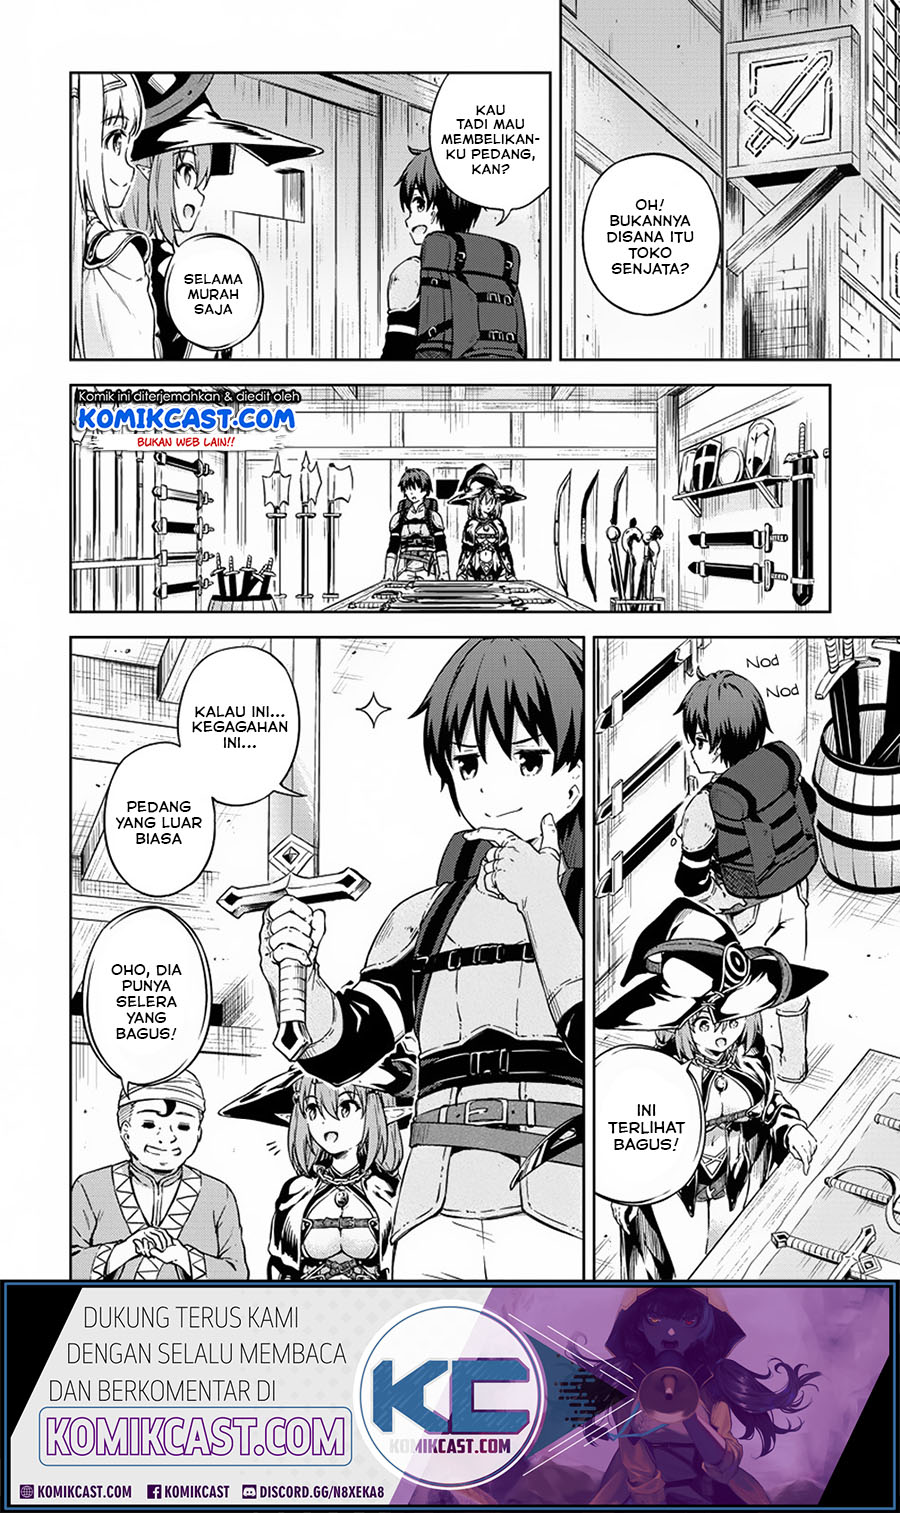 OH!
BUKANNYA
DISANA ITU
TOKO
SENJATA?
KAU
TADI MAU
MEMBELIKAN-
KU PEDANG,
KAN?
SELAMA
MURAH
SAJA
Komik ini diterjemahkan & diedit oleh
KOMIKCAST.COM
BUKAN WEB LAIN!!
Nod
Nod
INI
TERLIHAT
BAGUS!
KALAU INI...
KEGAGAHAN
INI...
PEDANG
YANG LUAR
BIASA
OHO, DIA
PUNYA
SELERA
YANG
BAGUS!
DUKUNG TERUS KAMI
DENGAN SELALU MEMBACA
DAN BERKOMENTAR DI
KOMIKCAST.COM
KC
KOMIKCAST.COM
KOMIKCAST.COM
KOMIKCAST
DISCORD.GG/N8XEKA8